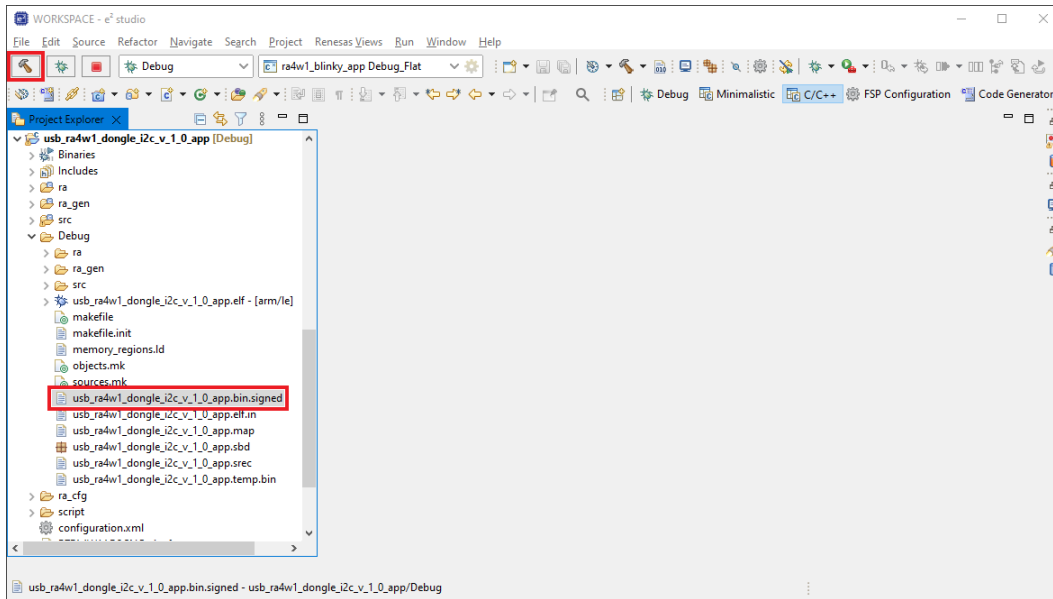 WORKSPACE - e² studio
File Edit Source Refactor Navigate Search Project Renesas Views Run Window Help
Debug ra4w1_blinky_app Debug_Flat
Debug Minimalistic C/C++ FSP Configuration Code Generator
Project Explorer
usb_ra4w1_dongle_i2c_v_1_0_app [Debug]
Binaries
Includes
ra
ra_gen
src
Debug
ra
ra_gen
src
usb_ra4w1_dongle_i2c_v_1_0_app.elf - [arm/le]
makefile
makefile.init
memory_regions.ld
objects.mk
sources.mk
usb_ra4w1_dongle_i2c_v_1_0_app.bin.signed
usb_ra4w1_dongle_i2c_v_1_0_app.elf.in
usb_ra4w1_dongle_i2c_v_1_0_app.map
usb_ra4w1_dongle_i2c_v_1_0_app.sbd
usb_ra4w1_dongle_i2c_v_1_0_app.srec
usb_ra4w1_dongle_i2c_v_1_0_app.temp.bin
ra_cfg
script
configuration.xml
usb_ra4w1_dongle_i2c_v_1_0_app.bin.signed - usb_ra4w1_dongle_i2c_v_1_0_app/Debug